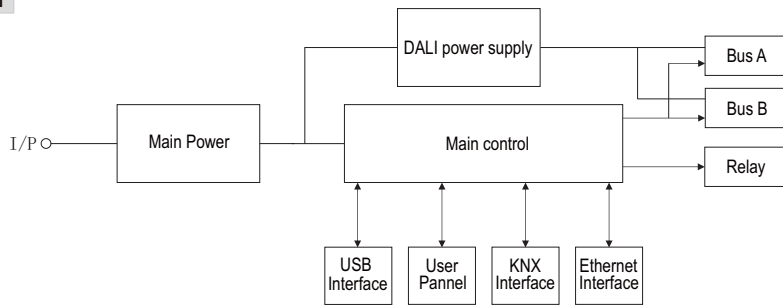 DALI power supply
Bus A
Bus B
I/P
Main Power
Main control
Relay
USB
Interface
User
Pannel
KNX
Interface
Ethernet
Interface